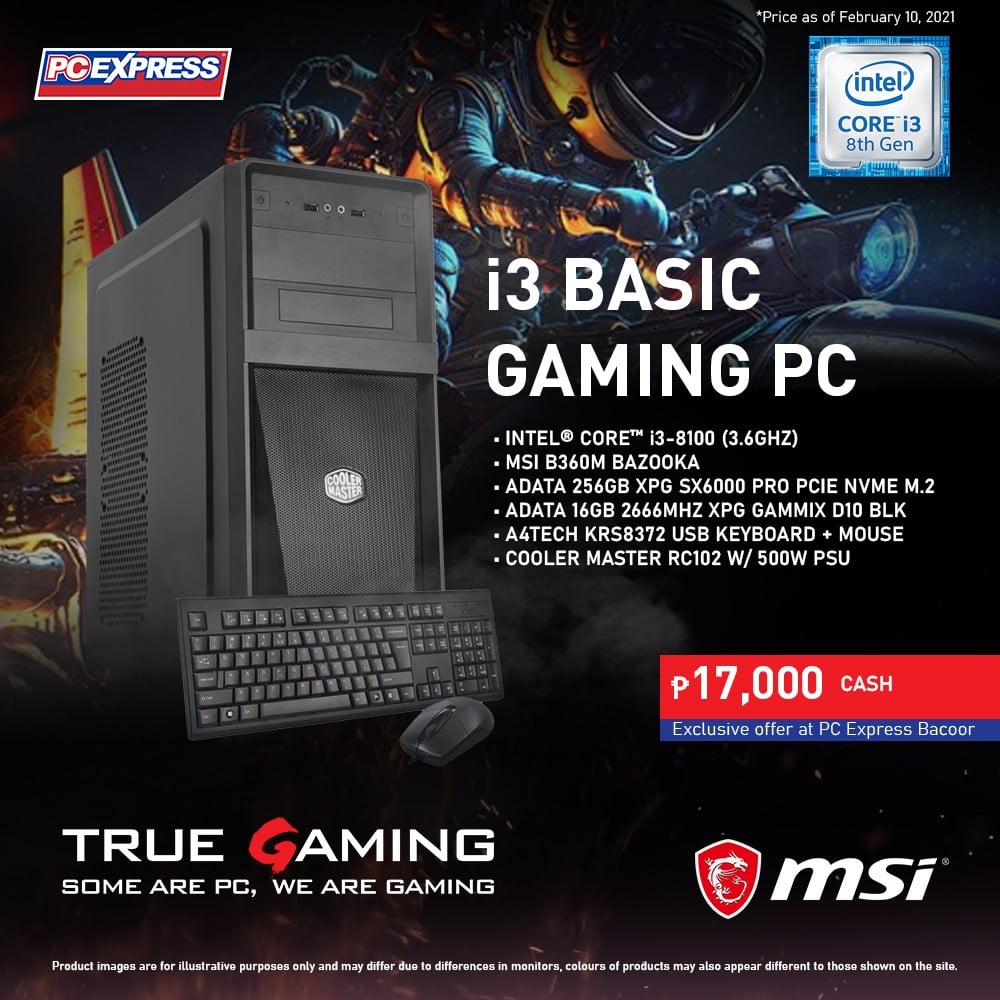 *Price as of February 10, 2021
PCEXPRESS
intel®
CORE™ i3
8th Gen
i3 BASIC
GAMING PC
▪ INTEL® CORE™ i3-8100 (3.6GHZ)
▪ MSI B360M BAZOOKA
▪ ADATA 256GB XPG SX6000 PRO PCIE NVME M.2
▪ ADATA 16GB 2666MHZ XPG GAMMIX D10 BLK
▪ A4TECH KRS8372 USB KEYBOARD + MOUSE
▪ COOLER MASTER RC102 W/ 500W PSU
COOLER
MASTER
₱17,000 CASH
Exclusive offer at PC Express Bacoor
TRUE GAMING
SOME ARE PC, WE ARE GAMING
msi®
Product images are for illustrative purposes only and may differ due to differences in monitors, colours of products may also appear different to those shown on the site.